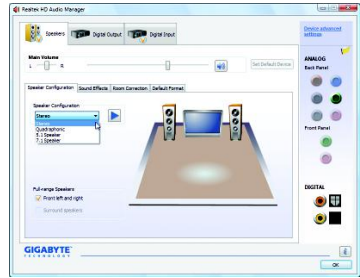 Realtek HD Audio Manager
Speakers
Digital Output
Digital Input
Device advanced
settings
Main Volume
L
R
Set Default Device
Speaker Configuration
Sound Effects
Room Correction
Default Format
Speaker Configuration
Stereo
Stereo
Quadraphonic
5.1 Speaker
7.1 Speaker
Full-range Speakers
Front left and right
Surround speakers
ANALOG
Back Panel
Front Panel
DIGITAL
GIGABYTE
TECHNOLOGY
i
OK